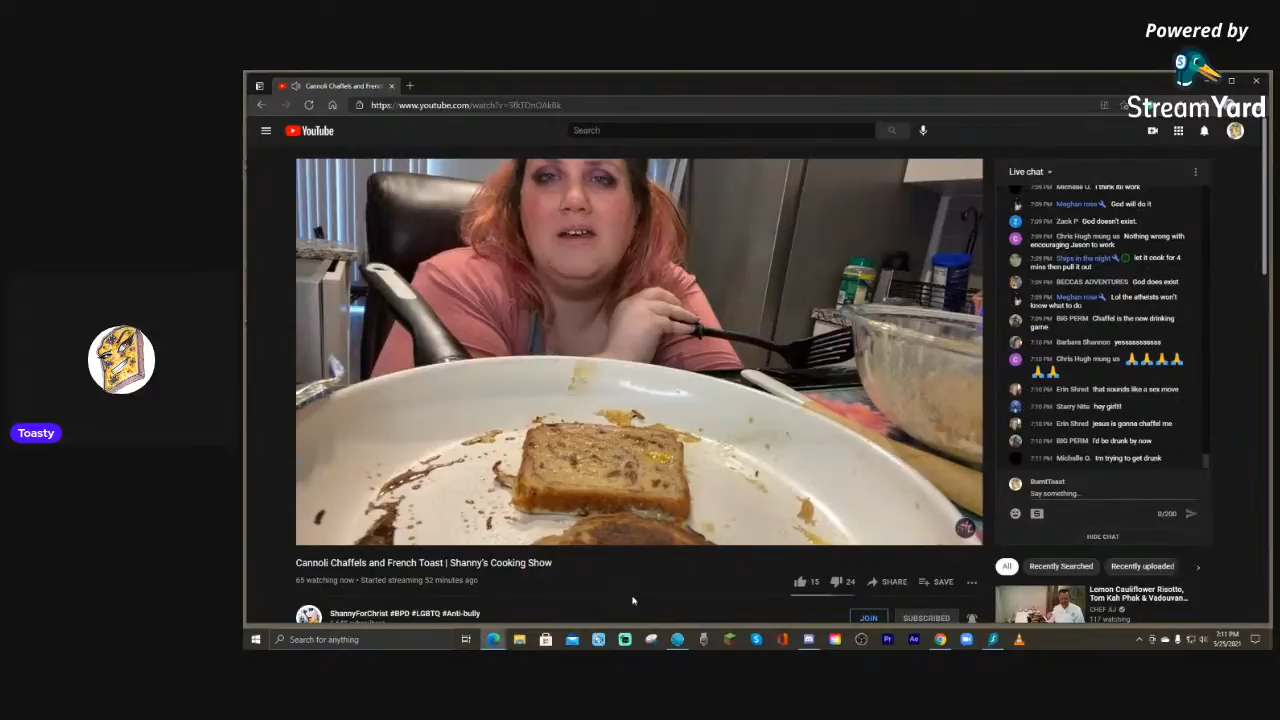 Powered by
StreamYard
Cannoli Chaffels and Frenc
https://www.youtube.com/watch?v=
YouTube
Search
Live chat
7:09 PM Michelle O. I think itll work
7:09 PM Meghan rose God will do it
7:09 PM Zack P God doesn't exist.
7:09 PM Chris Hugh mung us Nothing wrong with
encouraging Jeson to work
7:09 PM Ships in the night let it cook for 4
mins then pull it out
7:09 PM BECCAS ADVENTURES God does exist
7:09 PM Meghan rose Lol the atheists won't
know what to do
7:09 PM BIG PERM Chaffel is the new drinking
game
7:10 PM Barbara Shannon yesssssssssss
7:10 PM Chris Hugh mung us 🙏🙏🙏🙏
🙏🙏
7:10 PM Erin Shred that sounds like a sex move
7:10 PM Starry Nite hey girl!!
7:10 PM Erin Shred jesus is gonna chaffel me
7:10 PM BIG PERM I'd be drunk by now
7:11 PM Michelle O. Im trying to get drunk
Toasty
BurntToast
Say something...
0/200
HIDE CHAT
Cannoli Chaffels and French Toast | Shanny's Cooking Show
65 watching now • Started streaming 52 minutes ago
15 24 SHARE SAVE
All Recently Searched Recently uploaded
ShannyForChrist #BPD #LGBTQ #Anti-bully
JOIN SUBSCRIBED
Lemon Cauliflower Risotto,
Tom Kah Phek & Vadouvan...
CHEF AJ
117 watching
Search for anything
7:11 PM
5/25/2021